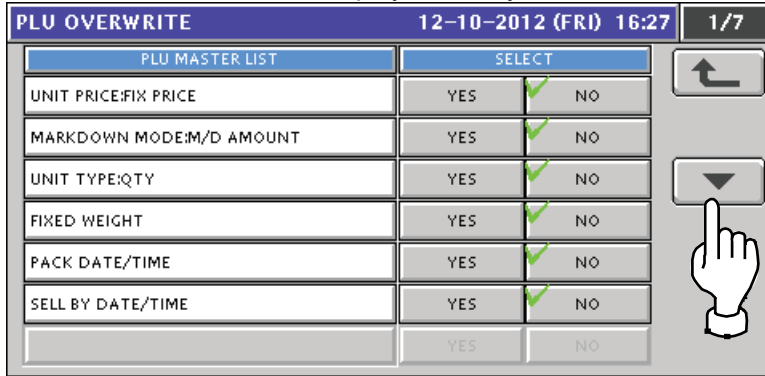 PLU OVERWRITE 12-10-2012 (FRI) 16:27 1/7
PLU MASTER LIST SELECT
UNIT PRICE:FIX PRICE YES NO
MARKDOWN MODE:M/D AMOUNT YES NO
UNIT TYPE:QTY YES NO
FIXED WEIGHT YES NO
PACK DATE/TIME YES NO
SELL BY DATE/TIME YES NO
YES NO